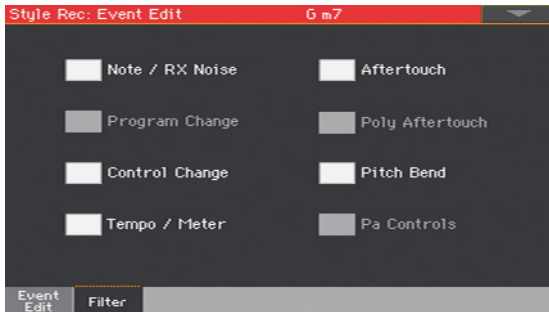 Style Rec: Event Edit G m7
Note / RX Noise Aftertouch
Program Change Poly Aftertouch
Control Change Pitch Bend
Tempo / Meter Pa Controls
Event Edit Filter